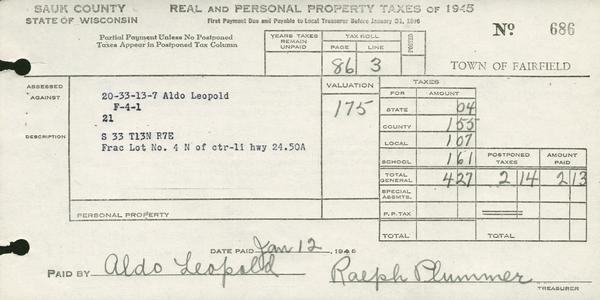 SAUK COUNTY
STATE OF WISCONSIN
REAL AND PERSONAL PROPERTY TAXES OF 1945
First Payment Due and Payable to Local Treasurer Before January 31, 1946
No. 686
Partial Payment Unless No Postponed
Taxes Appear in Postponed Tax Column
YEARS TAXES REMAIN UNPAID
TAX ROLL
PAGE LINE
POSTED
86 3
TOWN OF FAIRFIELD
ASSESSED AGAINST
20-33-13-7 Aldo Leopold
F-4-1
21
DESCRIPTION
S 33 T13N R7E
Frac Lot No. 4 N of ctr-li hwy 24.50A
PERSONAL PROPERTY
VALUATION
175
TAXES
FOR AMOUNT
STATE 04
COUNTY 155
LOCAL 107
SCHOOL 161
POSTPONED TAXES
AMOUNT PAID
TOTAL GENERAL 427 2 14 2 13
SPECIAL ASSMTS.
P.P. TAX
TOTAL TOTAL
DATE PAID Jan 12, 1946
PAID BY Aldo Leopold Ralph Plummer
TREASURER